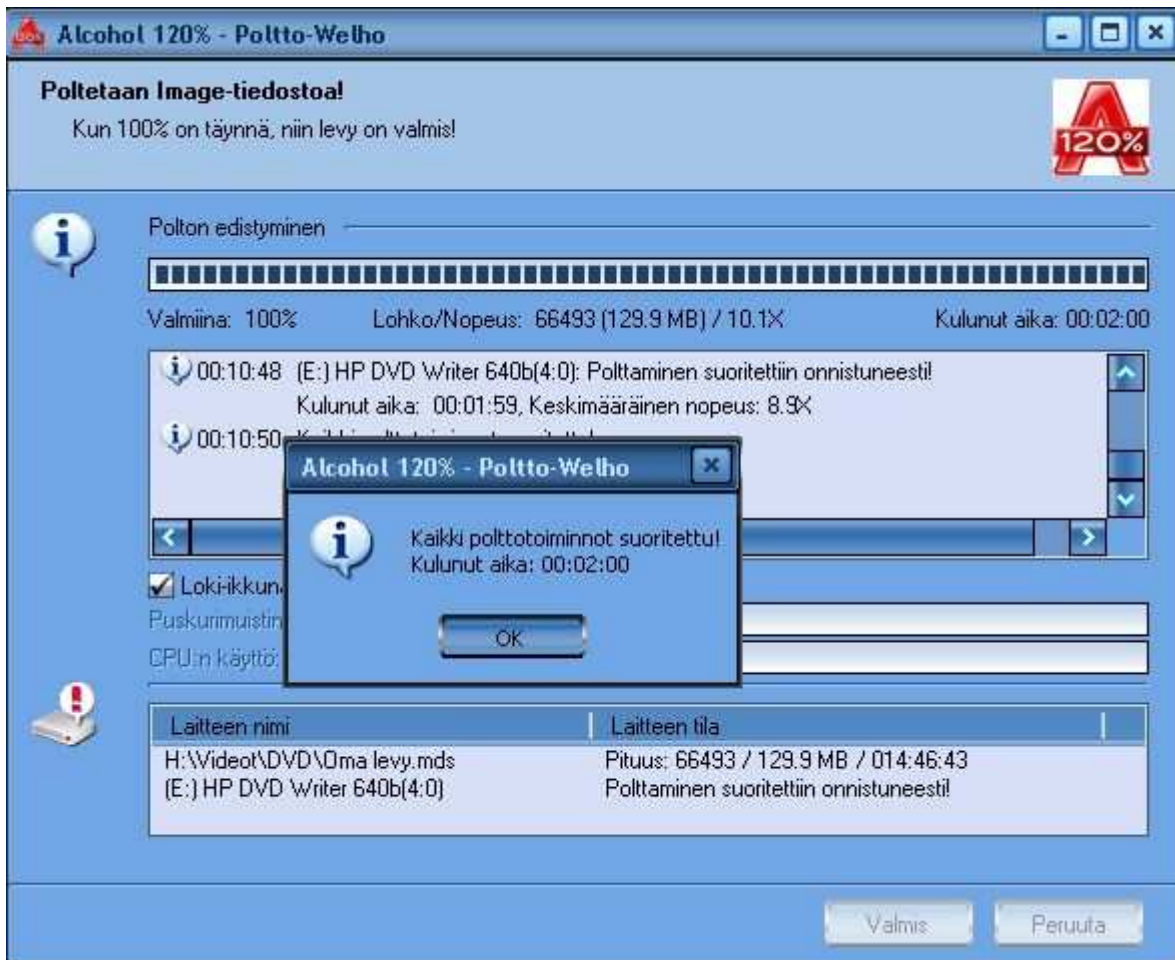 Alcohol 120% - Poltto-Welho
Poltetaan Image-tiedostoa!
Kun 100% on täynnä, niin levy on valmis!
120%
Polton edistyminen
Valmiina: 100% Lohko/Nopeus: 66493 (129.9 MB) / 10.1X Kulunut aika: 00:02:00
00:10:48 (E:) HP DVD Writer 640b(4:0): Polttaminen suoritettiin onnistuneesti!
Kulunut aika: 00:01:59, Keskimääräinen nopeus: 8.9X
00:10:50
Alcohol 120% - Poltto-Welho
Kaikki polttotoiminnot suoritettu!
Kulunut aika: 00:02:00
OK
Loki-ikkun
Puskurimuistin
CPU:n käyttö:
Laitteen nimi Laitteen tila
H:\Videot\DVD\Oma levy.mds Pituus: 66493 / 129.9 MB / 014:46:43
(E:) HP DVD Writer 640b(4:0) Polttaminen suoritettiin onnistuneesti!
Valmis Peruuta